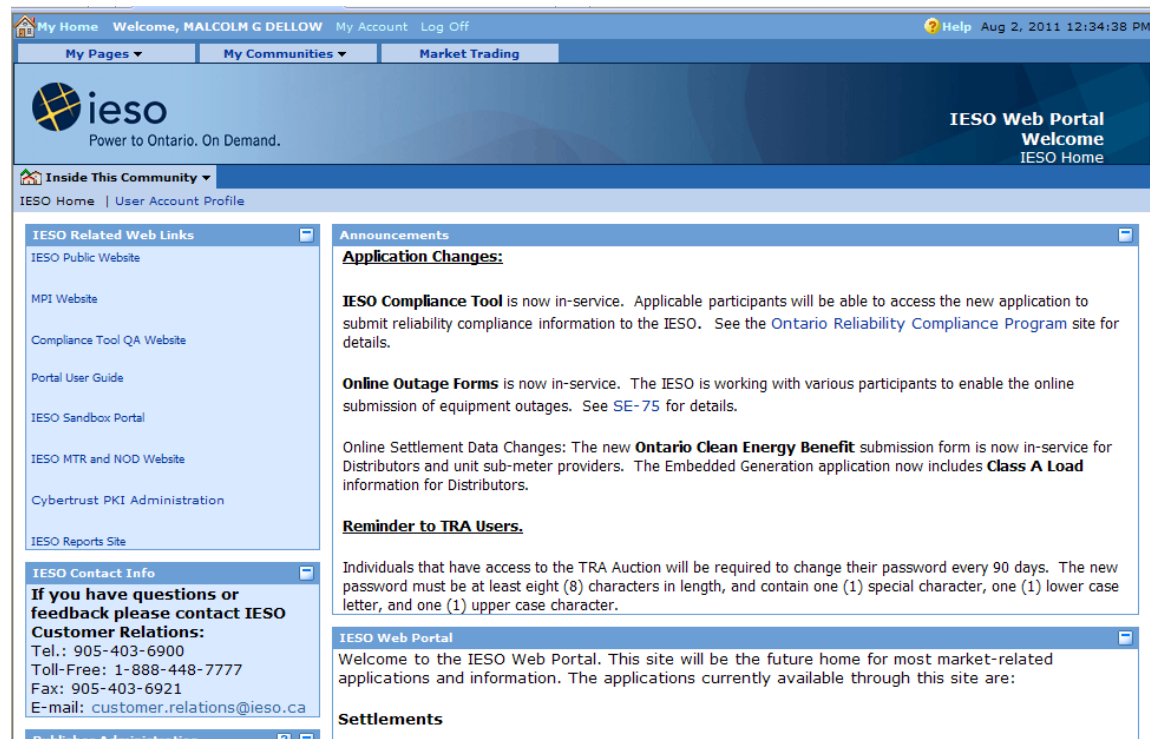 My Home Welcome, MALCOLM G DELLOW My Account Log Off
Help Aug 2, 2011 12:34:38 PM
My Pages My Communities Market Trading
ieso
Power to Ontario. On Demand.
IESO Web Portal
Welcome
IESO Home
Inside This Community
IESO Home | User Account Profile
IESO Related Web Links
IESO Public Website
MPI Website
Compliance Tool QA Website
Portal User Guide
IESO Sandbox Portal
IESO MTR and NOD Website
Cybertrust PKI Administration
IESO Reports Site
IESO Contact Info
If you have questions or
feedback please contact IESO
Customer Relations:
Tel.: 905-403-6900
Toll-Free: 1-888-448-7777
Fax: 905-403-6921
E-mail: customer.relations@ieso.ca
Announcements
Application Changes:
IESO Compliance Tool is now in-service. Applicable participants will be able to access the new application to
submit reliability compliance information to the IESO. See the Ontario Reliability Compliance Program site for
details.
Online Outage Forms is now in-service. The IESO is working with various participants to enable the online
submission of equipment outages. See SE-75 for details.
Online Settlement Data Changes: The new Ontario Clean Energy Benefit submission form is now in-service for
Distributors and unit sub-meter providers. The Embedded Generation application now includes Class A Load
information for Distributors.
Reminder to TRA Users.
Individuals that have access to the TRA Auction will be required to change their password every 90 days. The new
password must be at least eight (8) characters in length, and contain one (1) special character, one (1) lower case
letter, and one (1) upper case character.
IESO Web Portal
Welcome to the IESO Web Portal. This site will be the future home for most market-related
applications and information. The applications currently available through this site are:
Settlements